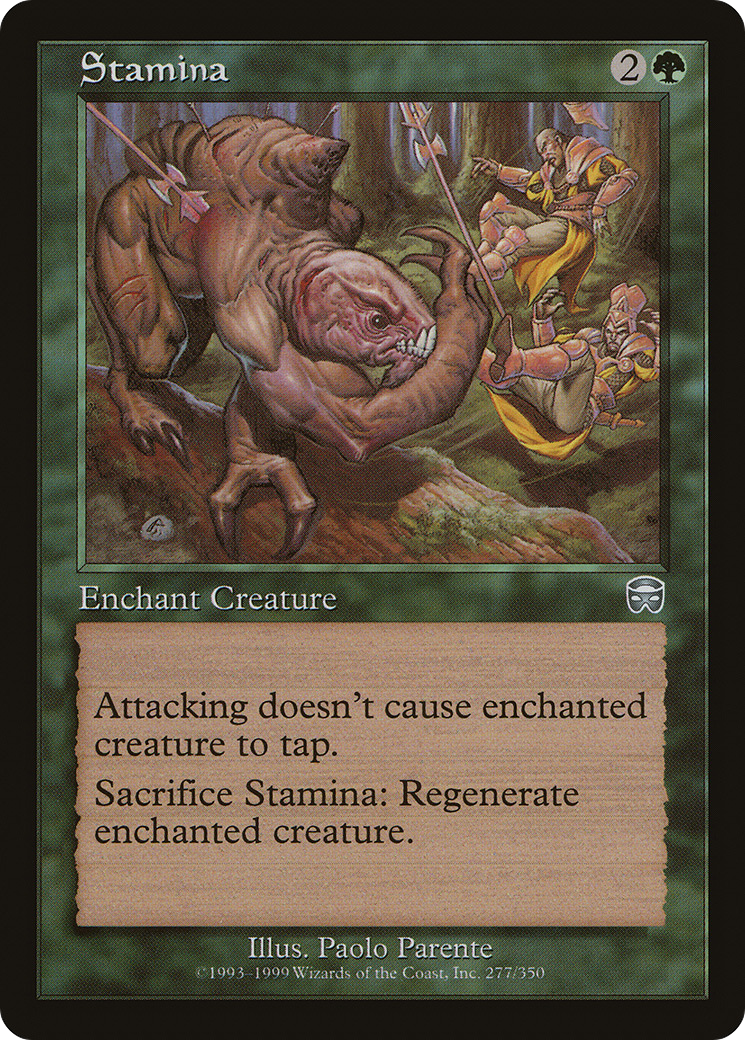 Stamina 2
Enchant Creature
Attacking doesn't cause enchanted
creature to tap.
Sacrifice Stamina: Regenerate
enchanted creature.
Illus. Paolo Parente
©1993–1999 Wizards of the Coast, Inc. 277/350